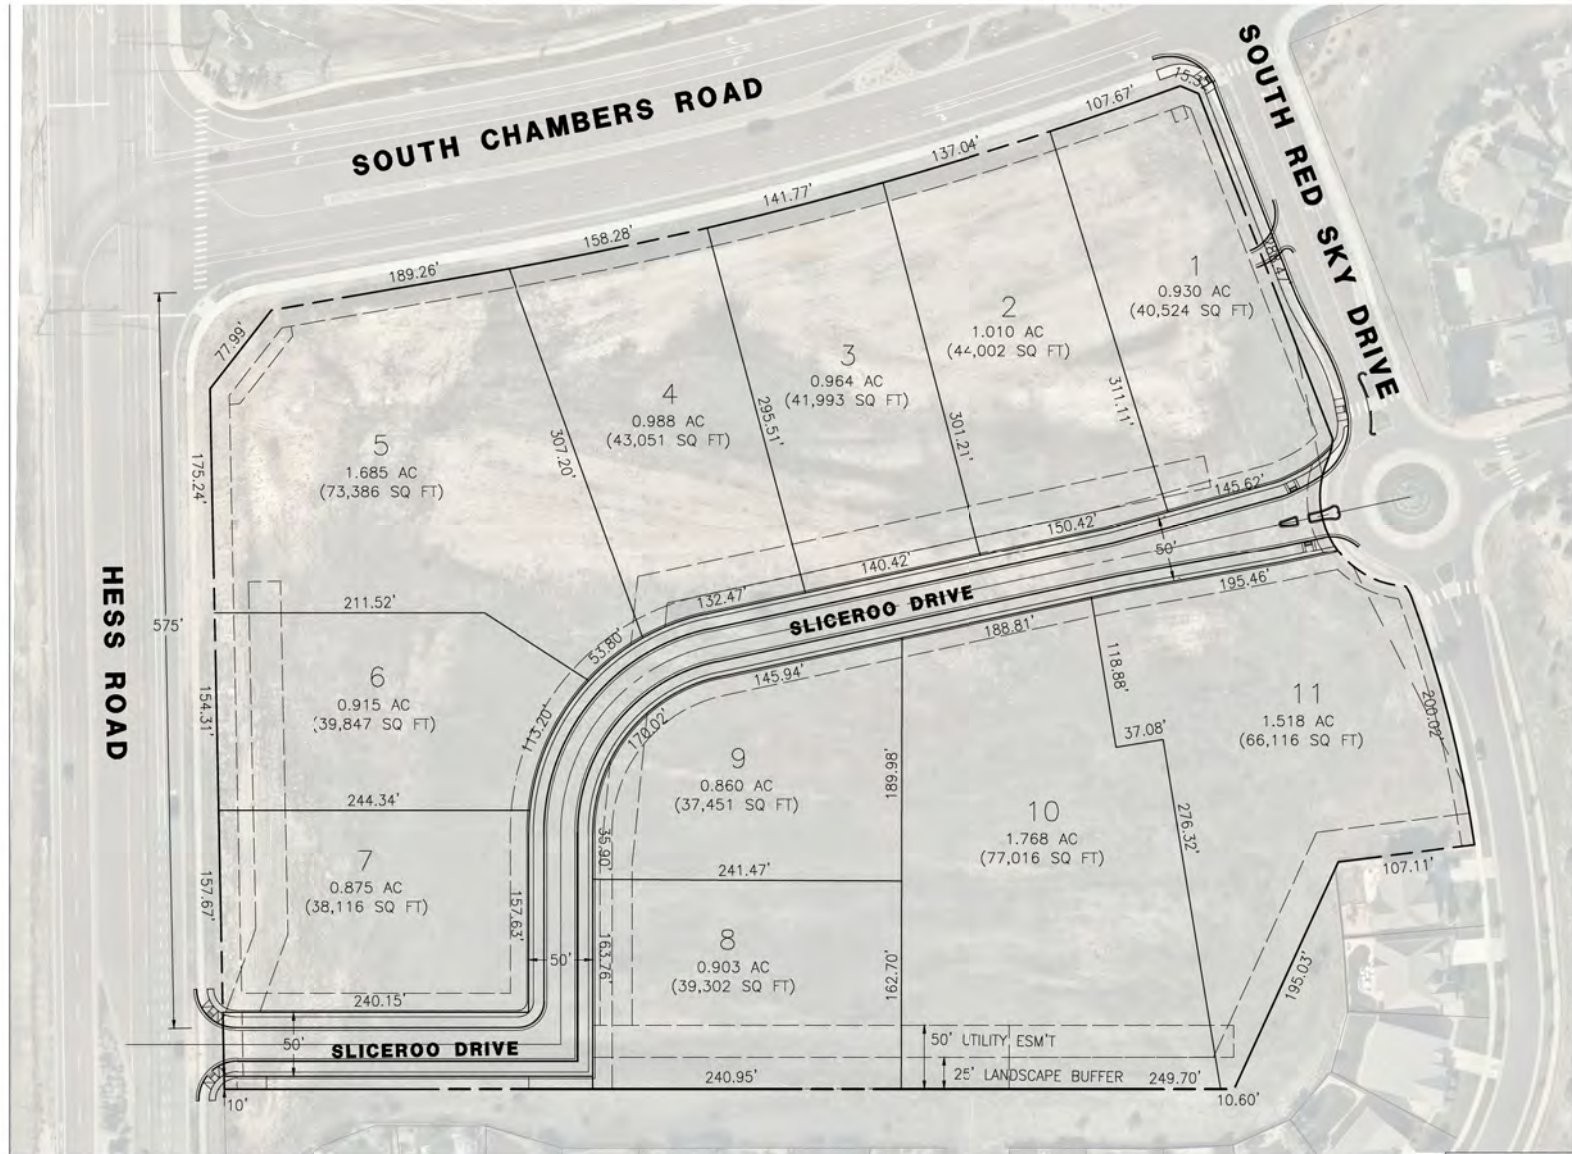 SOUTH CHAMBERS ROAD
SOUTH RED SKY DRIVE
HESS ROAD
15.37'
107.67'
137.04'
141.77'
158.28'
189.26'
77.99'
175.24'
575'
1
0.930 AC
(40,524 SQ FT)
2
1.010 AC
(44,002 SQ FT)
3
0.964 AC
(41,993 SQ FT)
4
0.988 AC
(43,051 SQ FT)
5
1.685 AC
(73,386 SQ FT)
307.20'
295.51'
301.21'
311.11'
145.62'
150.42'
140.42'
132.47'
53.80'
50'
SLICEROO DRIVE
195.46'
188.81'
145.94'
170.02'
113.20'
211.52'
154.31'
6
0.915 AC
(39,847 SQ FT)
244.34'
7
0.875 AC
(38,116 SQ FT)
157.67'
157.63'
240.15'
50'
50'
SLICEROO DRIVE
10'
9
0.860 AC
(37,451 SQ FT)
35.90'
189.98'
241.47'
8
0.903 AC
(39,302 SQ FT)
163.76'
162.70'
10
1.768 AC
(77,016 SQ FT)
118.88'
37.08'
276.32'
11
1.518 AC
(66,116 SQ FT)
200.02'
107.11'
195.03'
50' UTILITY ESM'T
25' LANDSCAPE BUFFER
240.95'
249.70'
10.60'